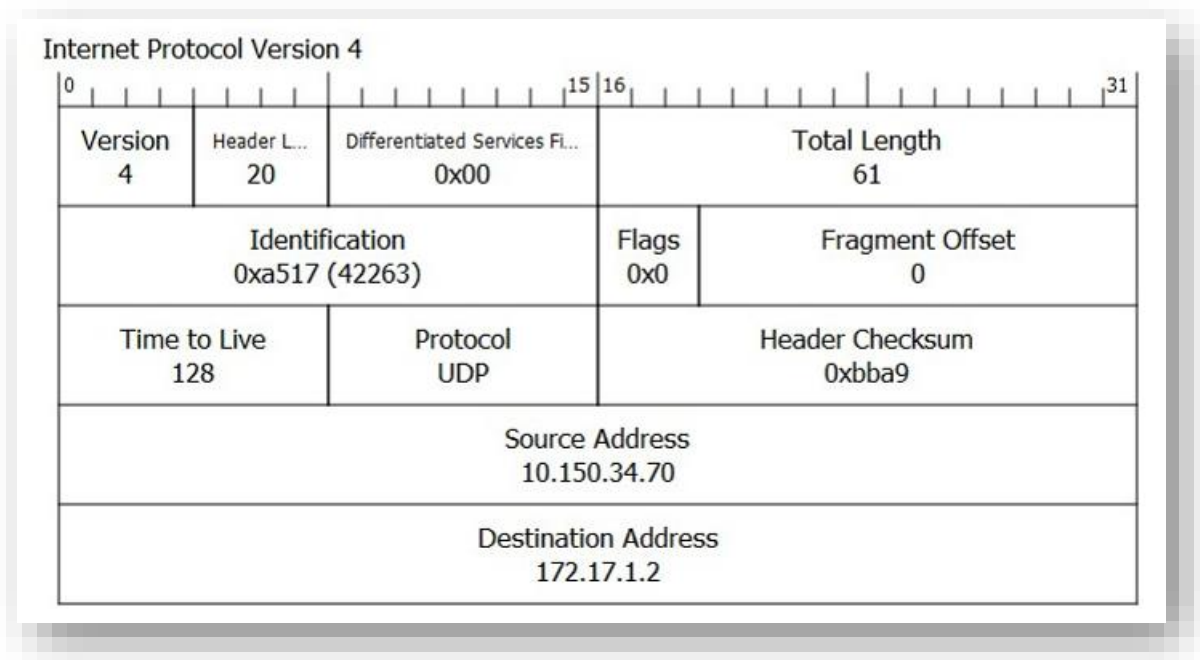 Internet Protocol Version 4
0 15 16 31
Version Header L... Differentiated Services Fi... Total Length
4 20 0x00 61
Identification Flags Fragment Offset
0xa517 (42263) 0x0 0
Time to Live Protocol Header Checksum
128 UDP 0xbba9
Source Address
10.150.34.70
Destination Address
172.17.1.2